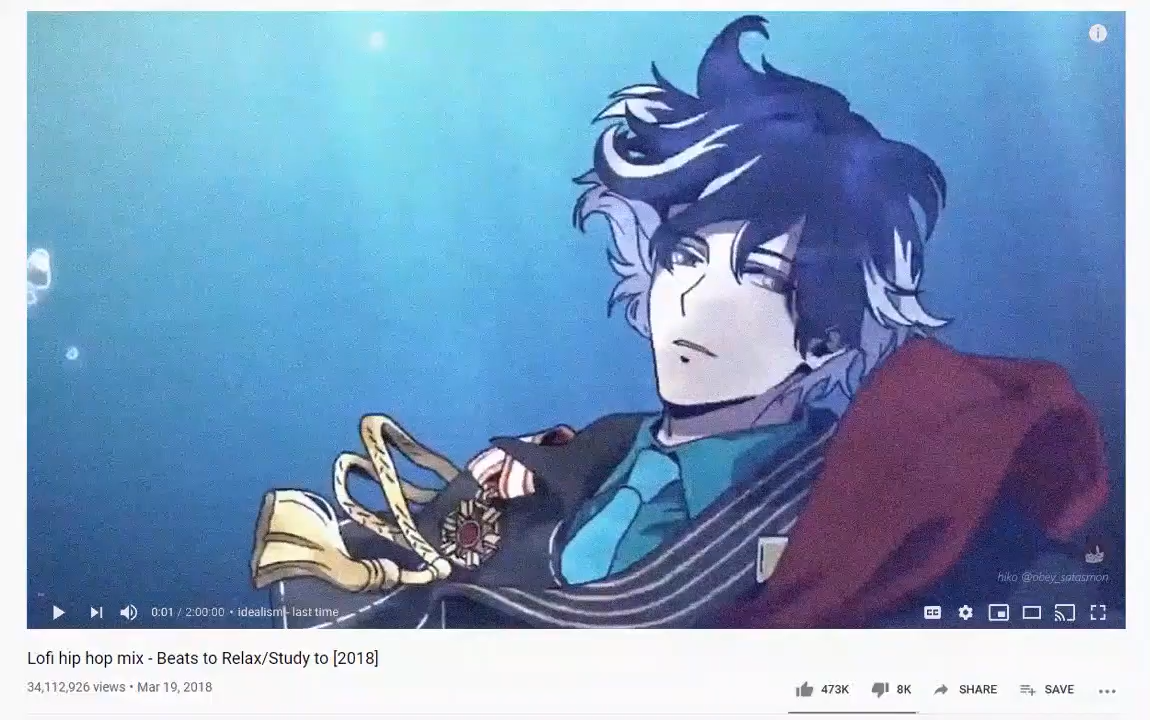 hiko @obey_satasmon
0:01 / 2:00:00 • idealism - last time
CC
Lofi hip hop mix - Beats to Relax/Study to [2018]
34,112,926 views • Mar 19, 2018
473K 8K SHARE SAVE